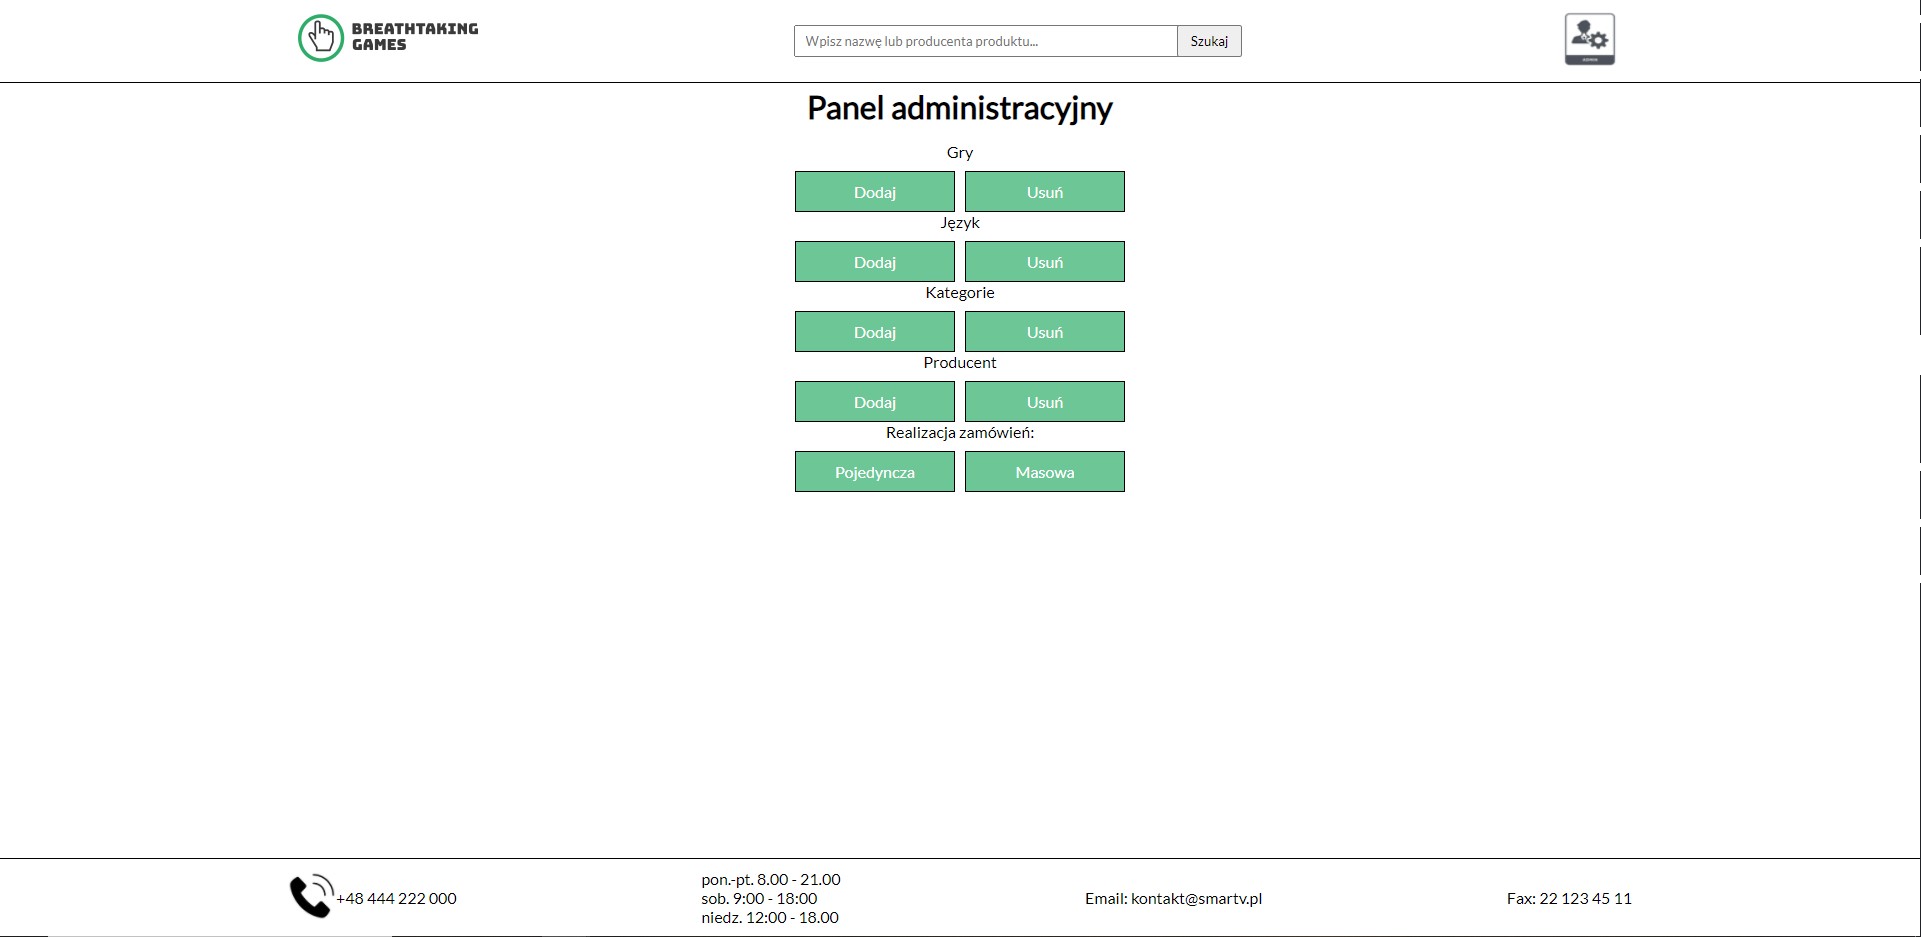 BREATHTAKING
GAMES
Wpisz nazwę lub producenta produktu...
Szukaj
Panel administracyjny
Gry
Dodaj
Usuń
Język
Dodaj
Usuń
Kategorie
Dodaj
Usuń
Producent
Dodaj
Usuń
Realizacja zamówień:
Pojedyncza
Masowa
+48 444 222 000
pon.-pt. 8.00 - 21.00
sob. 9:00 - 18:00
niedz. 12:00 - 18.00
Email: kontakt@smartv.pl
Fax: 22 123 45 11